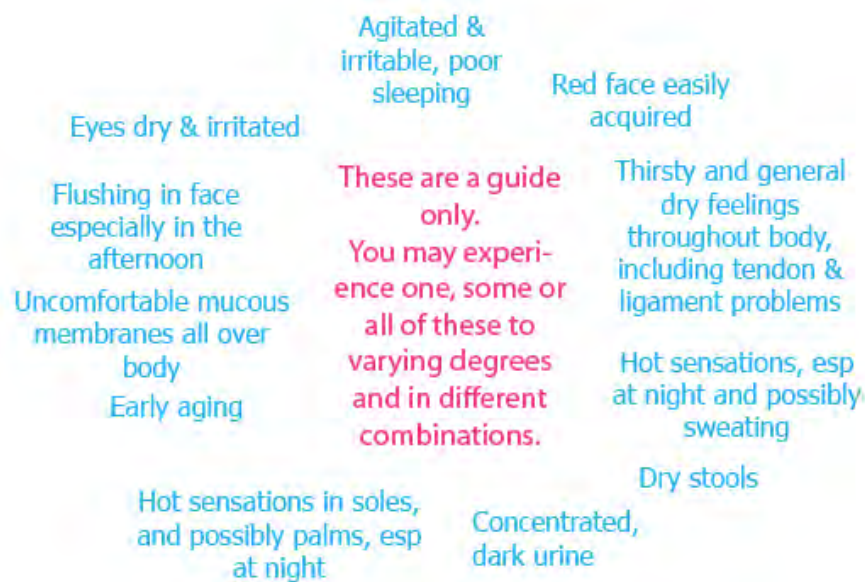 Agitated &
irritable, poor
sleeping
Red face easily
acquired
Eyes dry & irritated
Thirsty and general
dry feelings
throughout body,
including tendon &
ligament problems
These are a guide
only.
You may experi-
ence one, some or
all of these to
varying degrees
and in different
combinations.
Flushing in face
especially in the
afternoon
Uncomfortable mucous
membranes all over
body
Early aging
Hot sensations, esp
at night and possibly
sweating
Dry stools
Hot sensations in soles,
and possibly palms, esp
at night
Concentrated,
dark urine